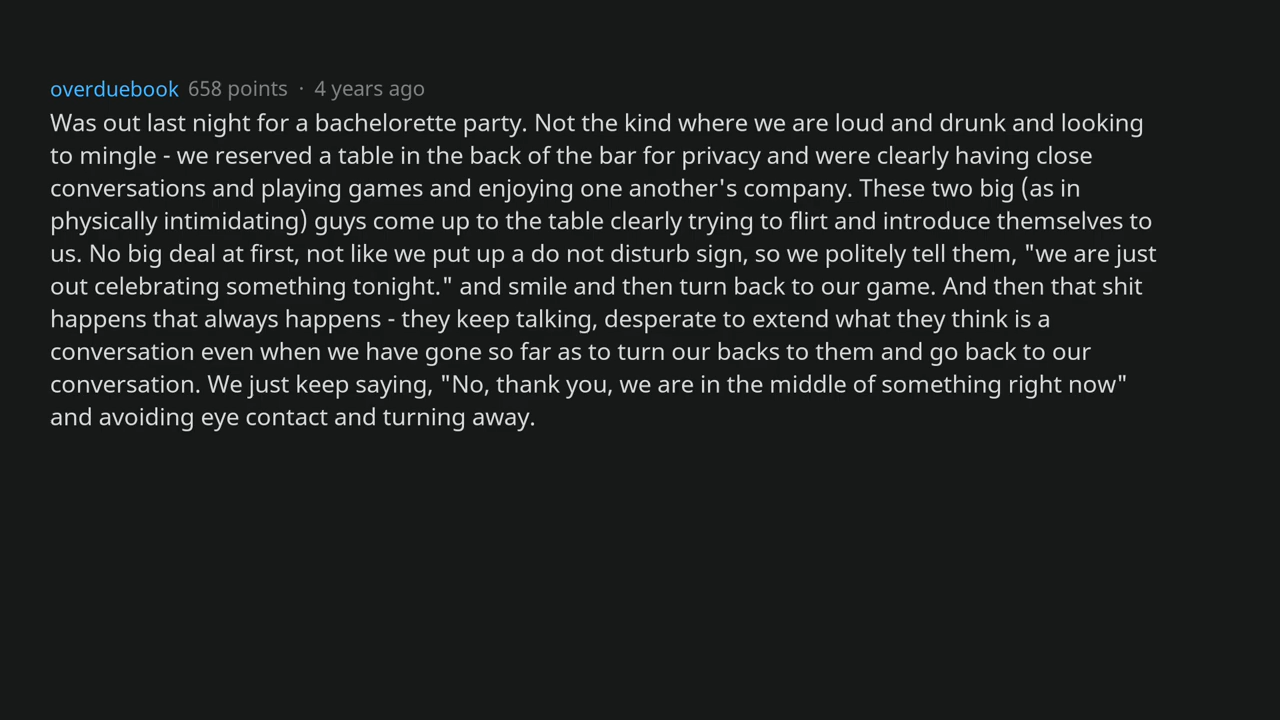 overduebook 658 points · 4 years ago
Was out last night for a bachelorette party. Not the kind where we are loud and drunk and looking
to mingle - we reserved a table in the back of the bar for privacy and were clearly having close
conversations and playing games and enjoying one another's company. These two big (as in
physically intimidating) guys come up to the table clearly trying to flirt and introduce themselves to
us. No big deal at first, not like we put up a do not disturb sign, so we politely tell them, "we are just
out celebrating something tonight." and smile and then turn back to our game. And then that shit
happens that always happens - they keep talking, desperate to extend what they think is a
conversation even when we have gone so far as to turn our backs to them and go back to our
conversation. We just keep saying, "No, thank you, we are in the middle of something right now"
and avoiding eye contact and turning away.